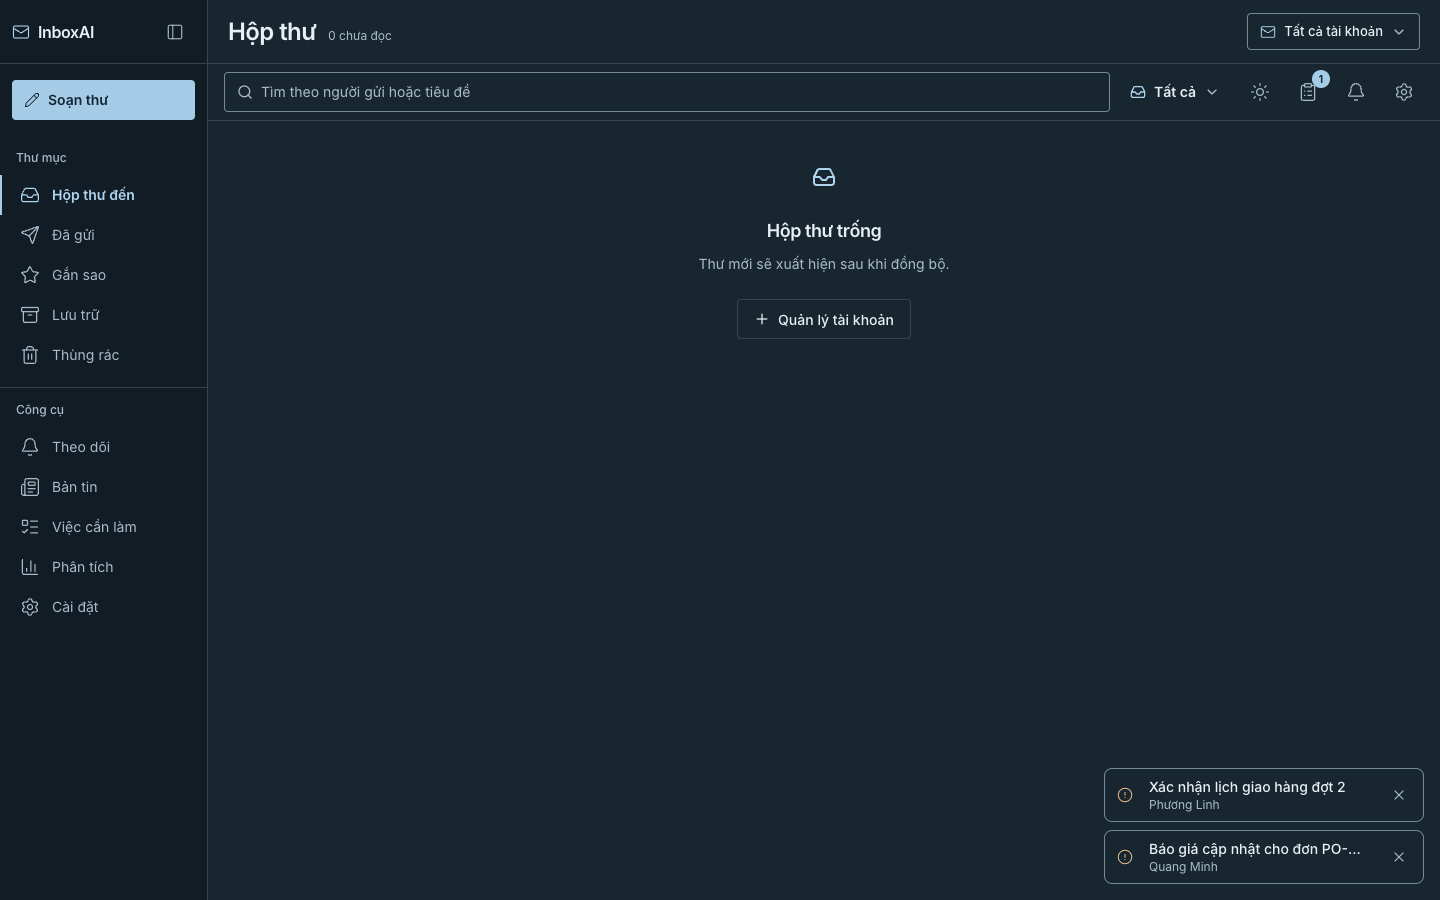 InboxAI
Soạn thư
Thư mục
Hộp thư đến
Đã gửi
Gắn sao
Lưu trữ
Thùng rác
Công cụ
Theo dõi
Bản tin
Việc cần làm
Phân tích
Cài đặt
Hộp thư 0 chưa đọc
Tất cả tài khoản
Tìm theo người gửi hoặc tiêu đề
Tất cả
1
Hộp thư trống
Thư mới sẽ xuất hiện sau khi đồng bộ.
Quản lý tài khoản
Xác nhận lịch giao hàng đợt 2
Phương Linh
Báo giá cập nhật cho đơn PO-...
Quang Minh